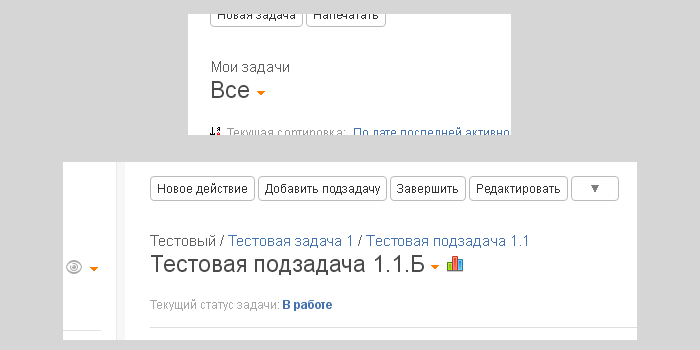 Новая задача Напечатать
Мои задачи
Все
Текущая сортировка: По дате последней активно
Новое действие Добавить подзадачу Завершить Редактировать
Тестовый / Тестовая задача 1 / Тестовая подзадача 1.1
Тестовая подзадача 1.1.Б
Текущий статус задачи: В работе